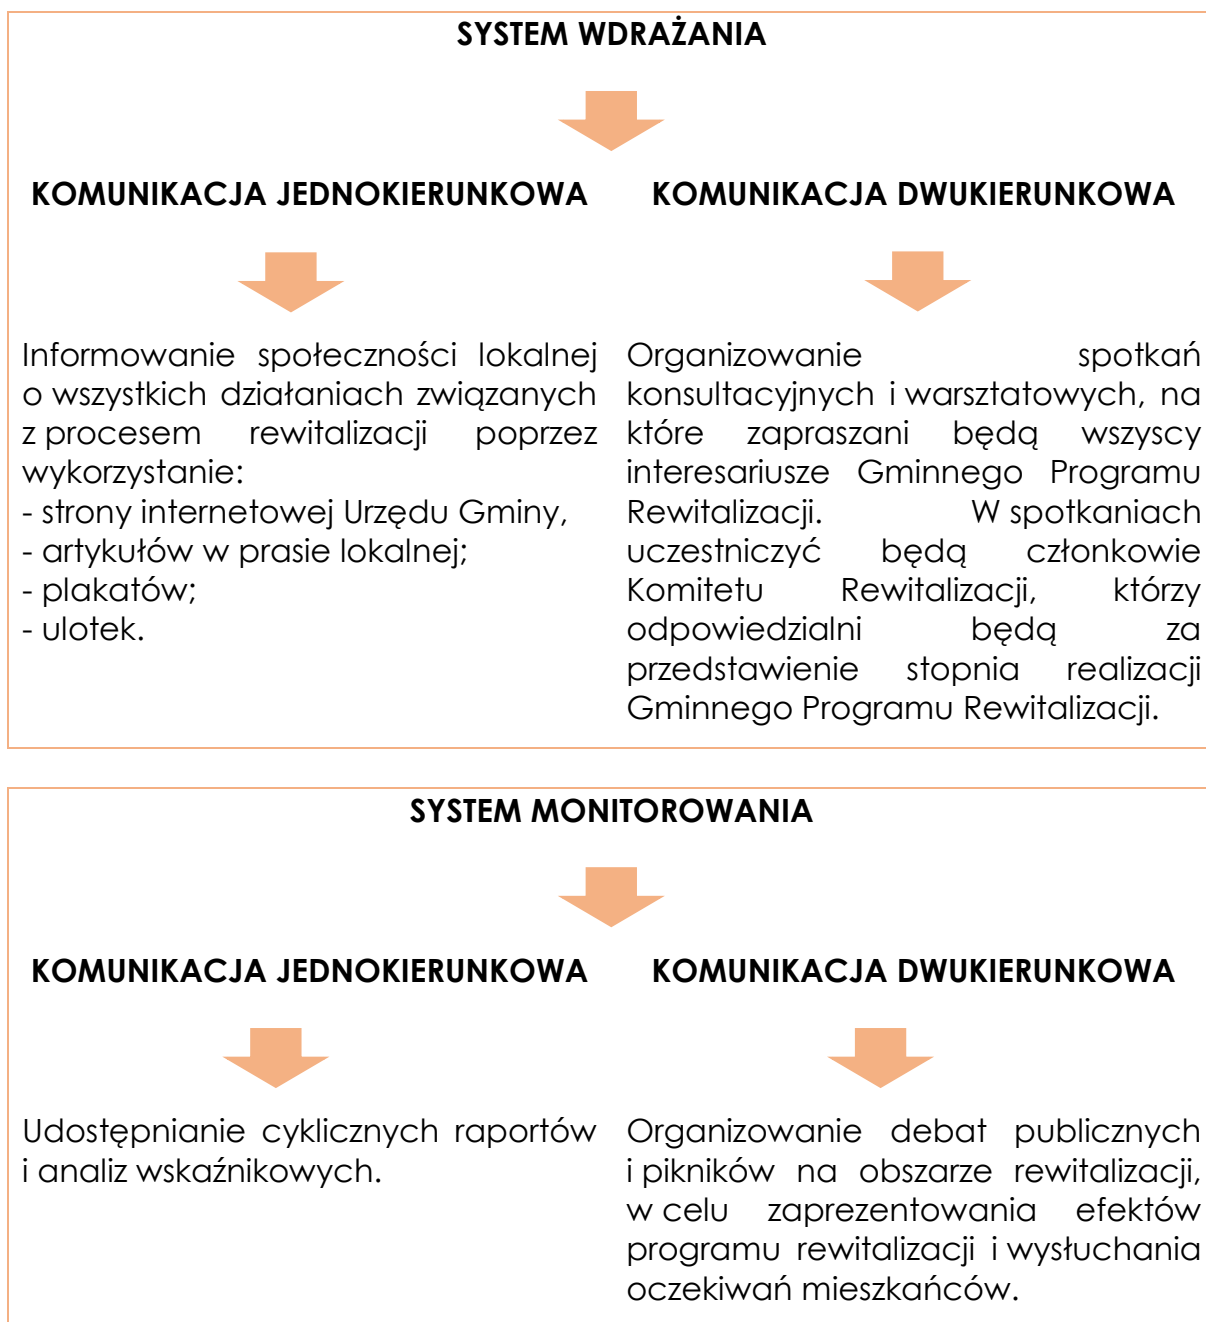 SYSTEM WDRAŻANIA
KOMUNIKACJA JEDNOKIERUNKOWA
Informowanie społeczności lokalnej
o wszystkich działaniach związanych
z procesem rewitalizacji poprzez
wykorzystanie:
- strony internetowej Urzędu Gminy,
- artykułów w prasie lokalnej;
- plakatów;
- ulotek.
KOMUNIKACJA DWUKIERUNKOWA
Organizowanie spotkań
konsultacyjnych i warsztatowych, na
które zapraszani będą wszyscy
interesariusze Gminnego Programu
Rewitalizacji. W spotkaniach
uczestniczyć będą członkowie
Komitetu Rewitalizacji, którzy
odpowiedzialni będą za
przedstawienie stopnia realizacji
Gminnego Programu Rewitalizacji.
SYSTEM MONITOROWANIA
KOMUNIKACJA JEDNOKIERUNKOWA
Udostępnianie cyklicznych raportów
i analiz wskaźnikowych.
KOMUNIKACJA DWUKIERUNKOWA
Organizowanie debat publicznych
i pikników na obszarze rewitalizacji,
w celu zaprezentowania efektów
programu rewitalizacji i wysłuchania
oczekiwań mieszkańców.